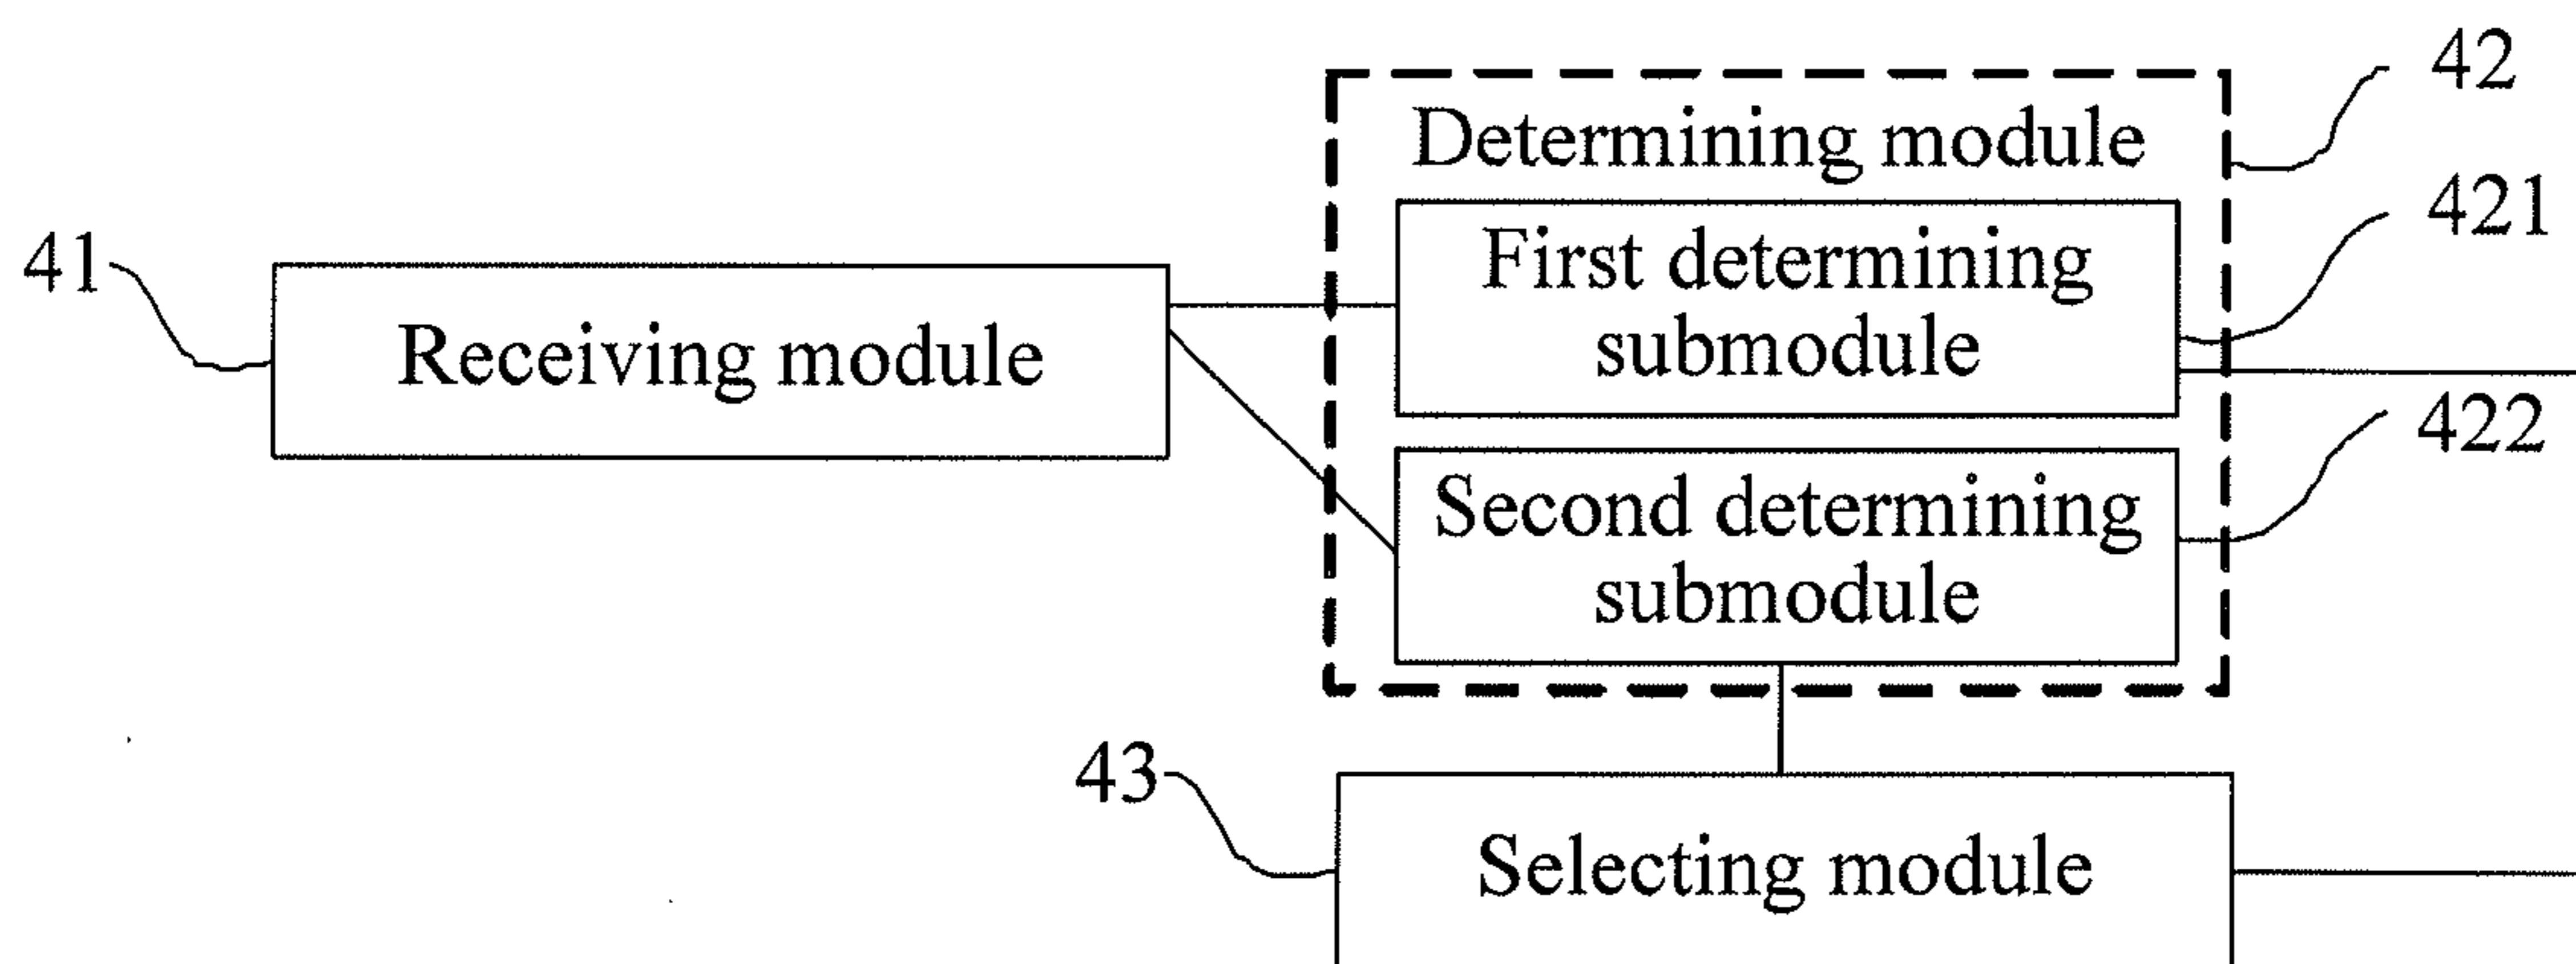 42
Determining module
421
First determining
submodule
41
Receiving module
422
Second determining
submodule
43
Selecting module